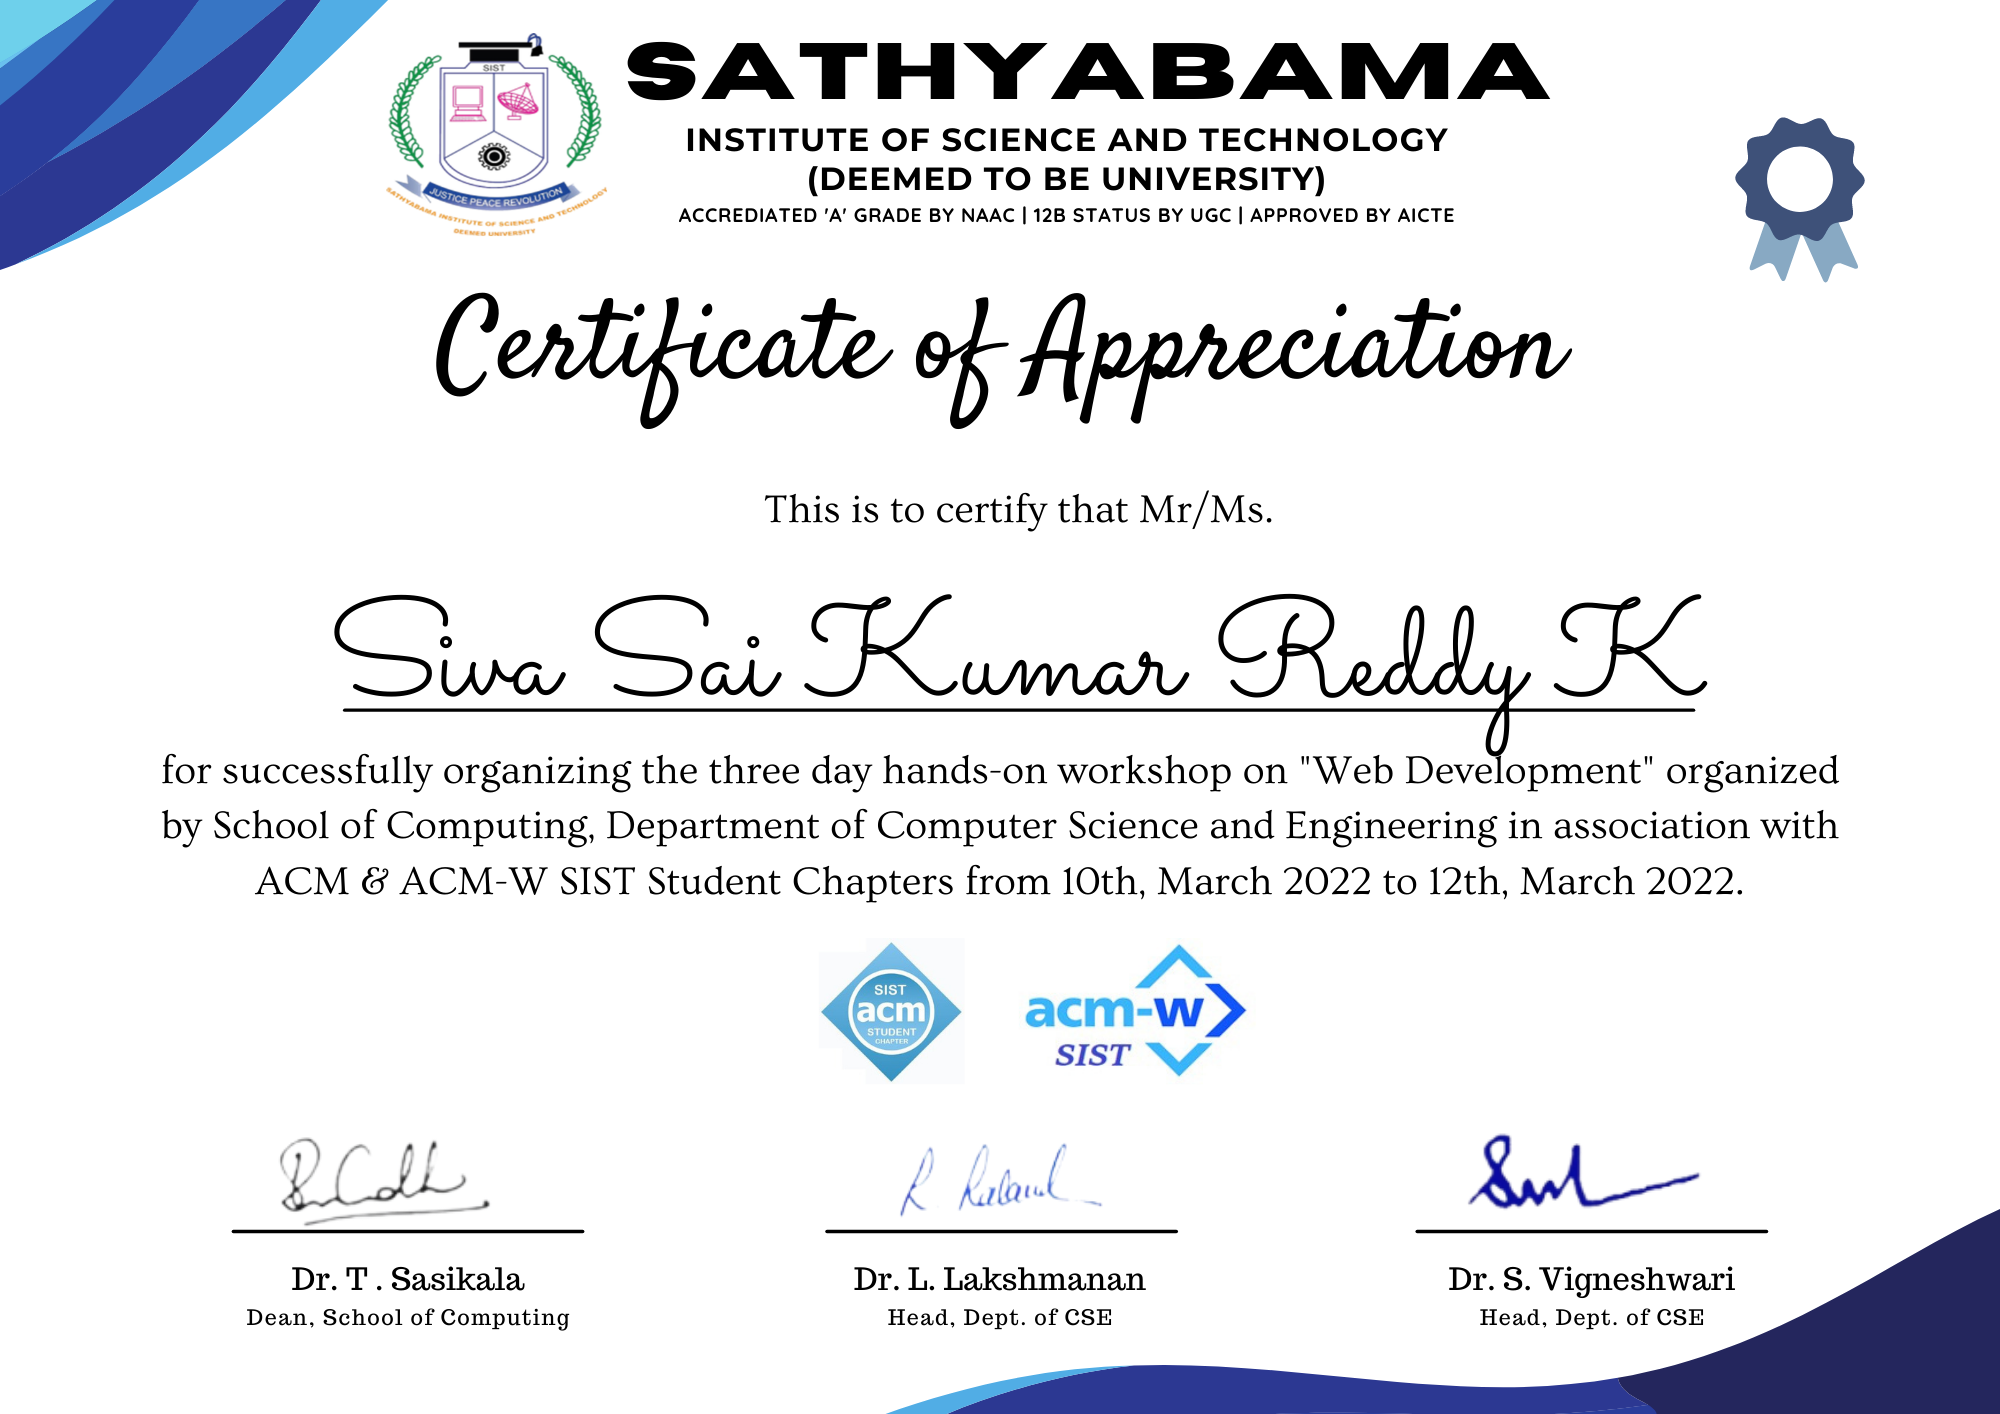 SIST
JUSTICE PEACE REVOLUTION
SATHYABAMA INSTITUTE OF SCIENCE AND TECHNOLOGY
DEEMED UNIVERSITY
SATHYABAMA
INSTITUTE OF SCIENCE AND TECHNOLOGY
(DEEMED TO BE UNIVERSITY)
ACCREDIATED 'A' GRADE BY NAAC | 12B STATUS BY UGC | APPROVED BY AICTE
Certificate of Appreciation
This is to certify that Mr/Ms.
Siva Sai Kumar Reddy K
for successfully organizing the three day hands-on workshop on "Web Development" organized
by School of Computing, Department of Computer Science and Engineering in association with
ACM & ACM-W SIST Student Chapters from 10th, March 2022 to 12th, March 2022.
SIST
acm
STUDENT
CHAPTER
acm-w
SIST
Dr. T . Sasikala
Dean, School of Computing
Dr. L. Lakshmanan
Head, Dept. of CSE
Dr. S. Vigneshwari
Head, Dept. of CSE